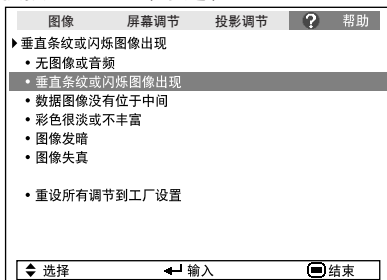 图像 屏幕调节 投影调节 ? 帮助
垂直条纹或闪烁图像出现
• 无图像或音频
• 垂直条纹或闪烁图像出现
• 数据图像没有位于中间
• 彩色很淡或不丰富
• 图像发暗
• 图像失真
• 重设所有调节到工厂设置
选择 输入 结束